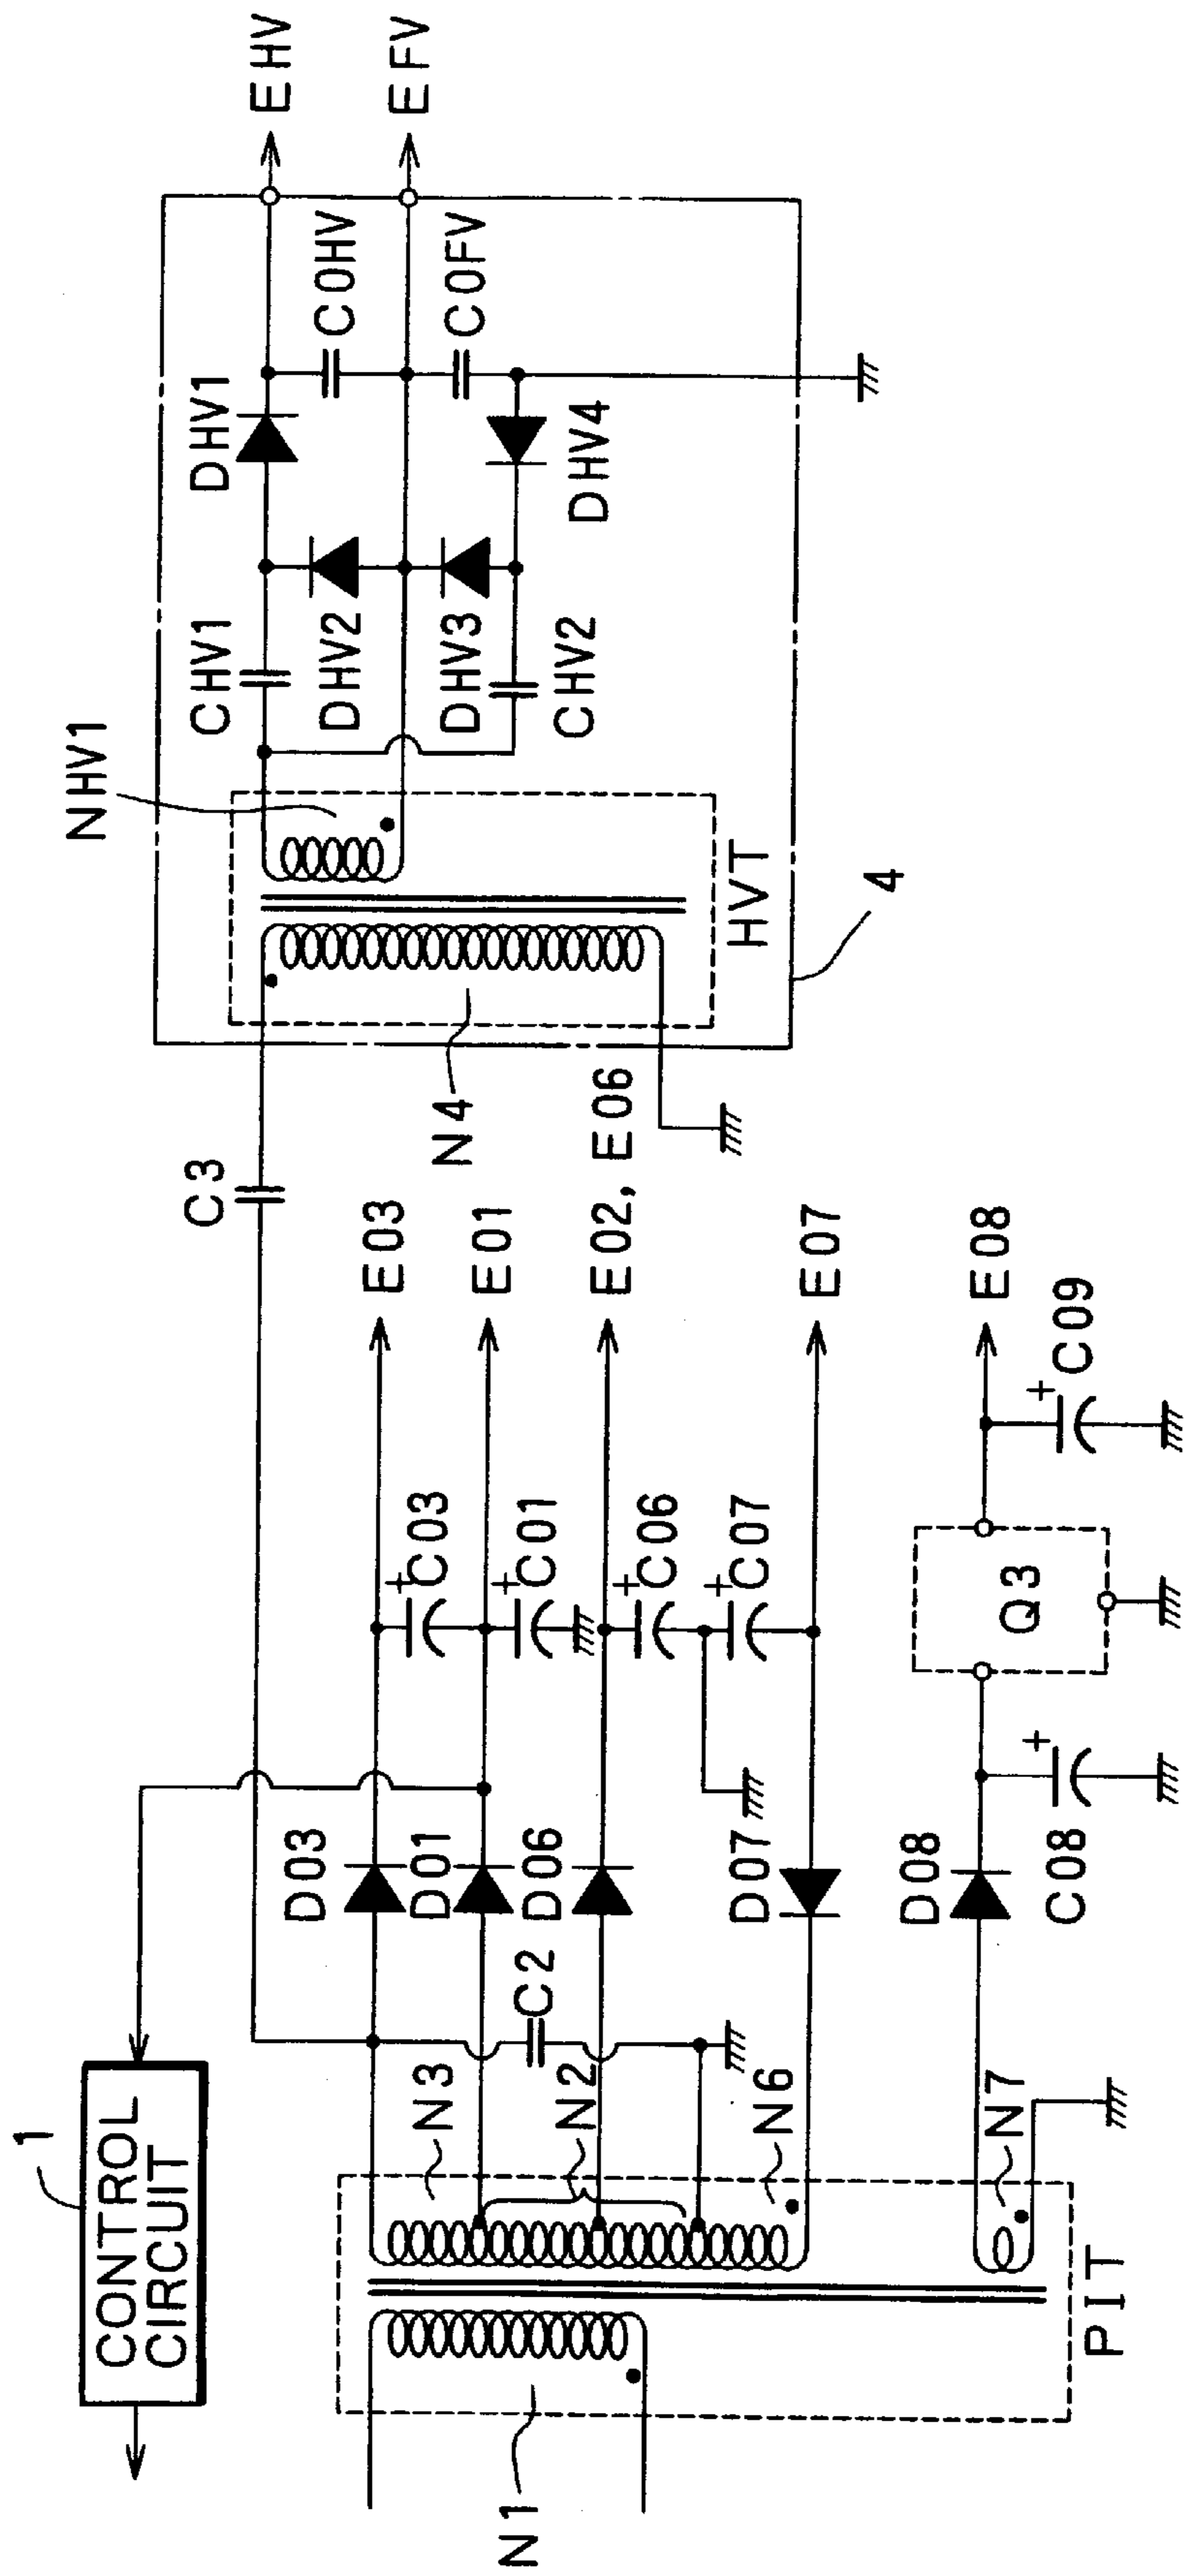 1
CONTROL
CIRCUIT
N1
PIT
N3
N2
N6
N7
C2
D03
D01
D06
D07
D08
C08
+
Q3
+
C03
+
C01
+
C06
+
C07
+
C09
E03
E01
E02, E06
E07
E08
C3
N4
HVT
4
NHV1
CHV1
DHV2
DHV3
CHV2
DHV1
DHV4
C0HV
C0FV
EHV
EFV